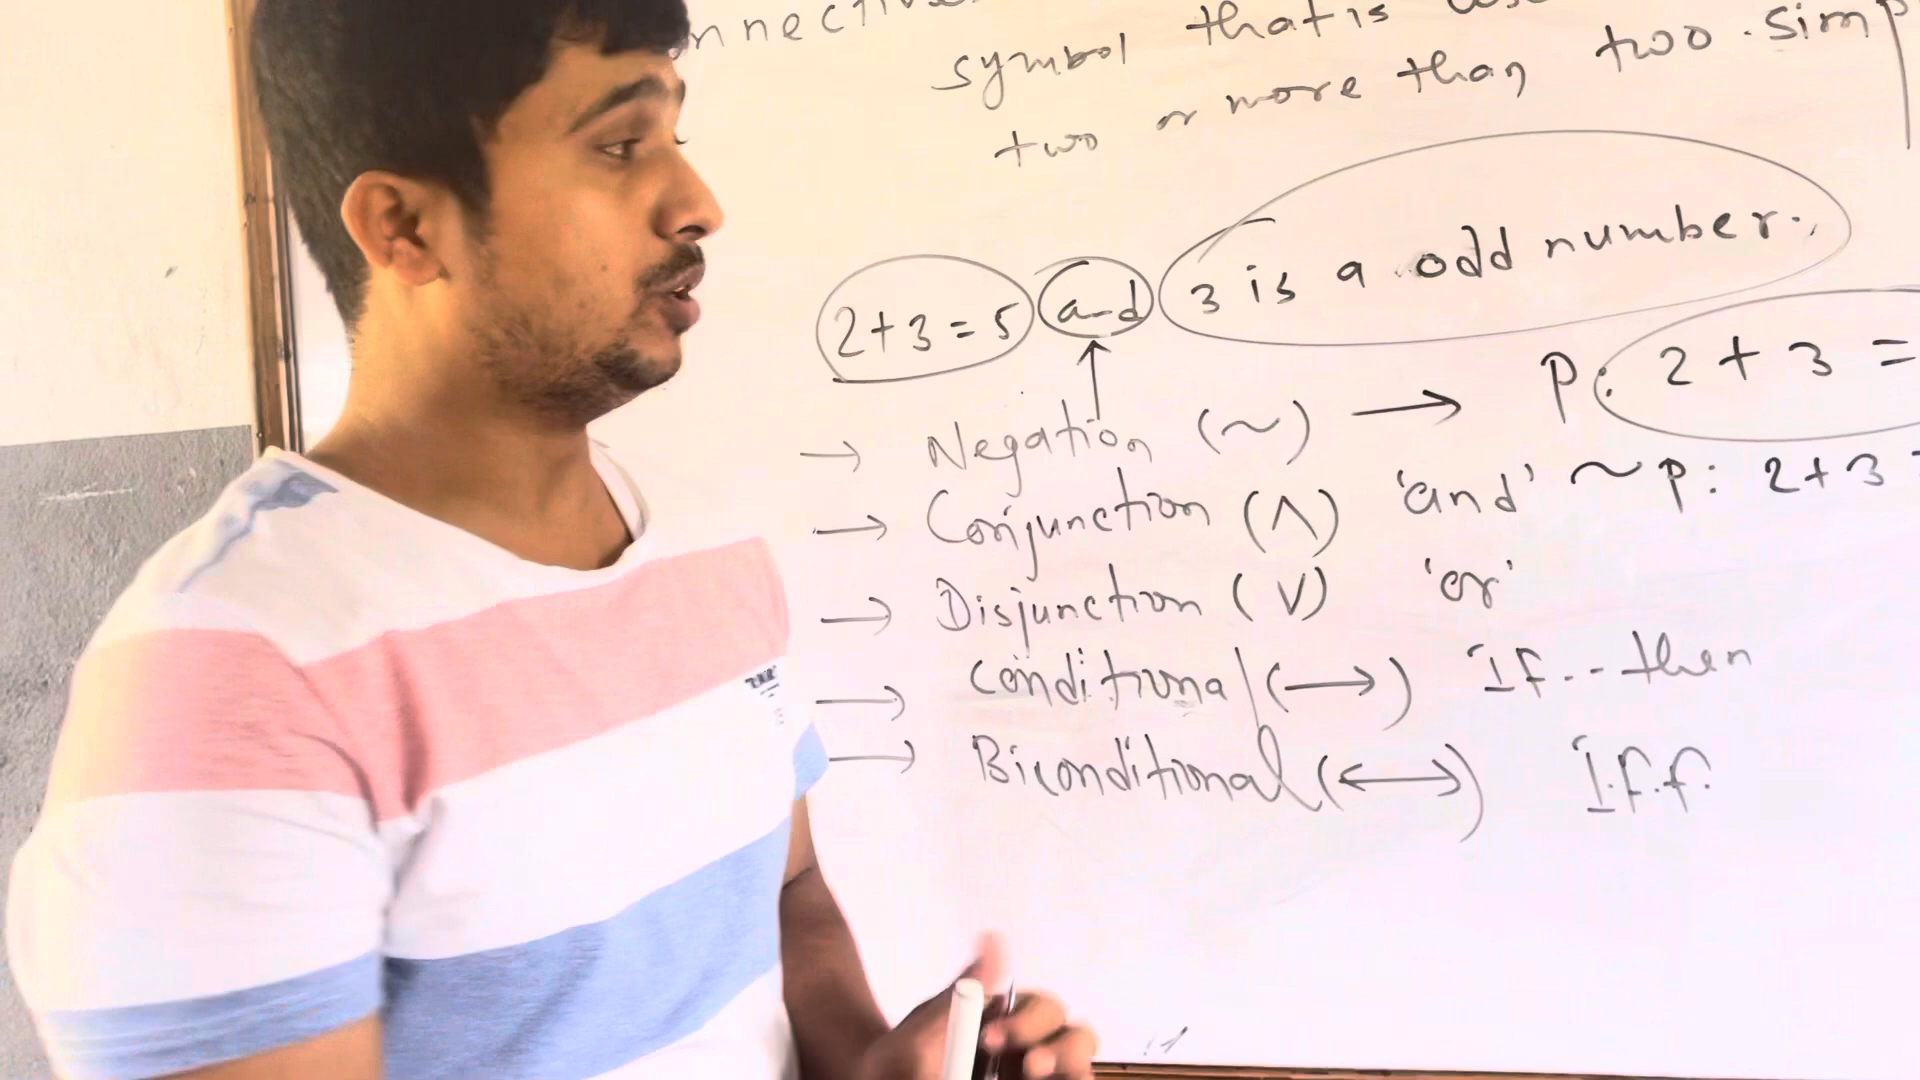 symbol that is
two or more than two simp
2+3=5 and 3 is a odd number.
→ Negation (~) → P: 2 + 3 =
→ Conjunction (∧) 'and' ~p: 2+3
→ Disjunction (∨) 'or'
→ Conditional (→) If... then
→ Biconditional (↔) I.f.f.